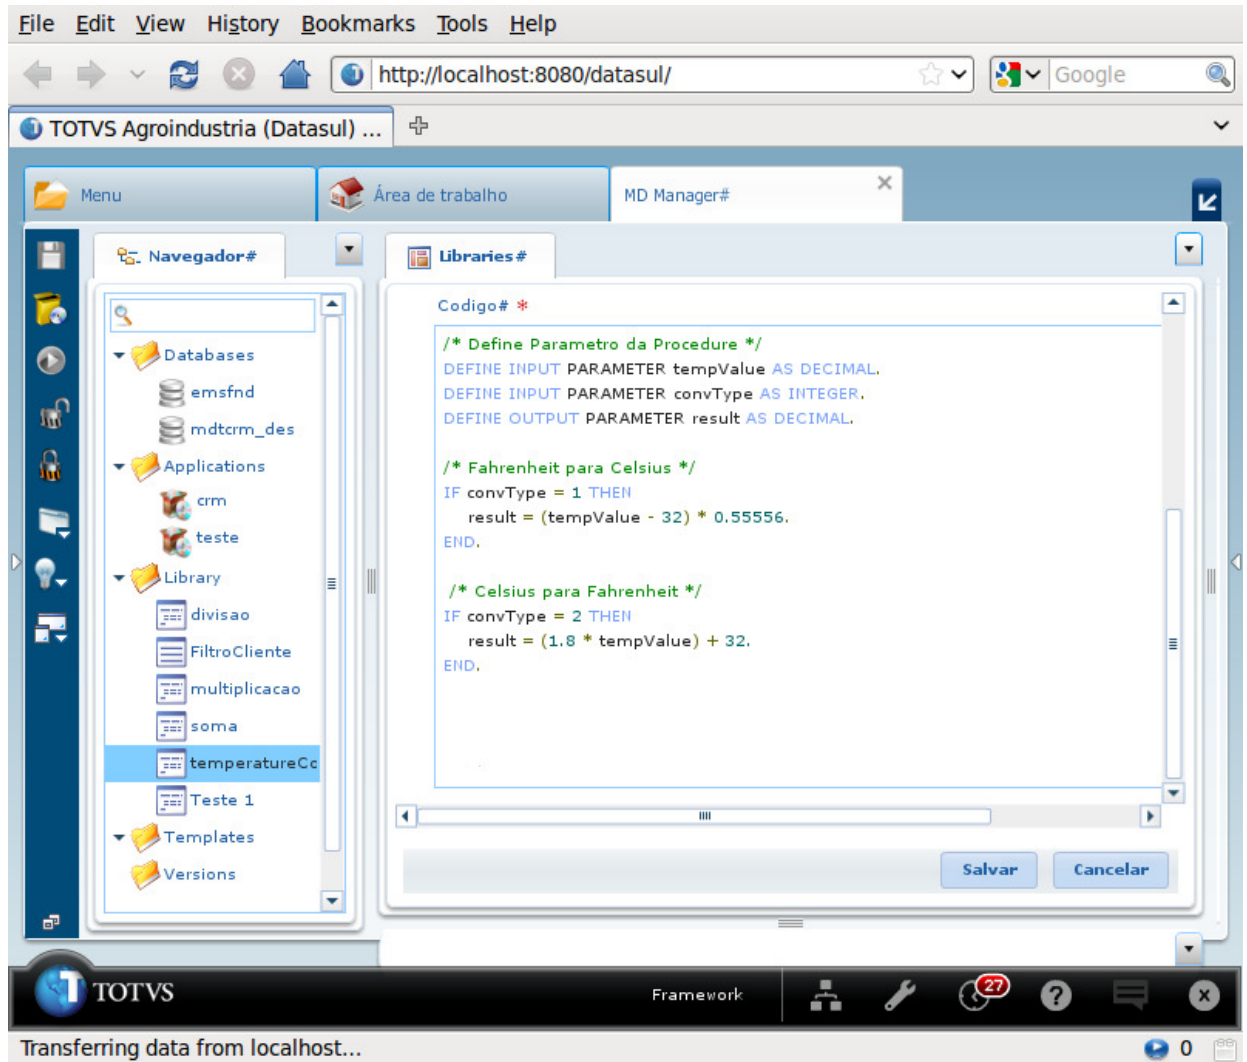 File Edit View History Bookmarks Tools Help
http://localhost:8080/datasul/
Google
TOTVS Agroindustria (Datasul) ...
Menu
Área de trabalho
MD Manager#
Navegador#
Libraries#
Databases
emsfnd
mdtcrm_des
Applications
crm
teste
Library
divisao
FiltroCliente
multiplicacao
soma
temperatureCc
Teste 1
Templates
Versions
Codigo# *
/* Define Parametro da Procedure */
DEFINE INPUT PARAMETER tempValue AS DECIMAL.
DEFINE INPUT PARAMETER convType AS INTEGER.
DEFINE OUTPUT PARAMETER result AS DECIMAL.
/* Fahrenheit para Celsius */
IF convType = 1 THEN
result = (tempValue - 32) * 0.55556.
END.
/* Celsius para Fahrenheit */
IF convType = 2 THEN
result = (1.8 * tempValue) + 32.
END.
Salvar Cancelar
TOTVS
Framework
27
Transferring data from localhost...
0